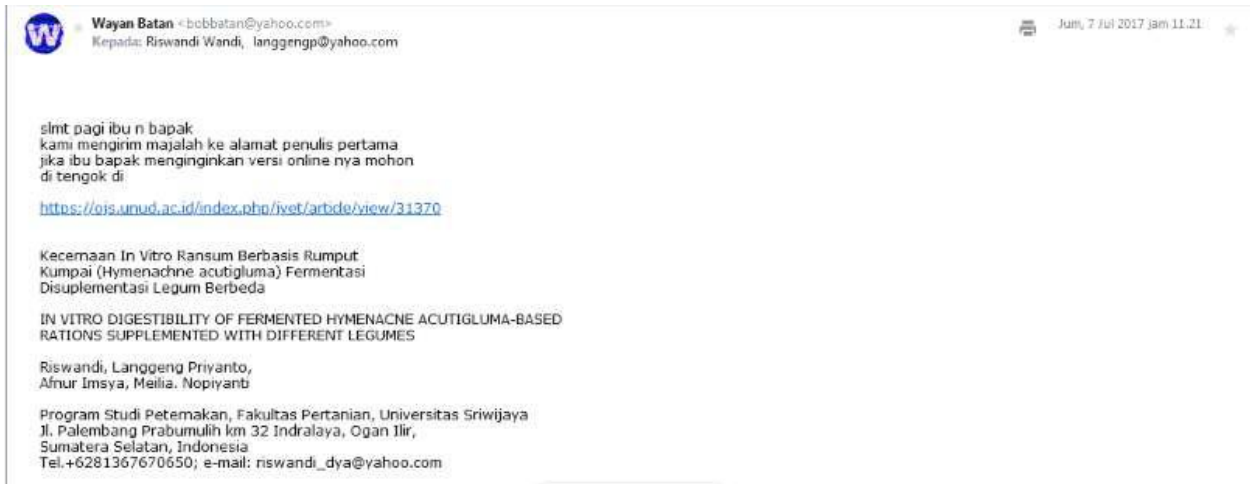 W
Wayan Batan <bobbatan@yahoo.com>
Kepada: Riswandi Wandi, langgengp@yahoo.com
Jum, 7 Jul 2017 jam 11.21
slmt pagi ibu n bapak
kami mengirim majalah ke alamat penulis pertama
jika ibu bapak menginginkan versi online nya mohon
di tengok di
https://ojs.unud.ac.id/index.php/jvet/article/view/31370
Kecernaan In Vitro Ransum Berbasis Rumput
Kumpai (Hymenachne acutigluma) Fermentasi
Disuplementasi Legum Berbeda
IN VITRO DIGESTIBILITY OF FERMENTED HYMENACNE ACUTIGLUMA-BASED
RATIONS SUPPLEMENTED WITH DIFFERENT LEGUMES
Riswandi, Langgeng Priyanto,
Afnur Imsya, Meilia. Nopiyanti
Program Studi Peternakan, Fakultas Pertanian, Universitas Sriwijaya
Jl. Palembang Prabumulih km 32 Indralaya, Ogan Ilir,
Sumatera Selatan, Indonesia
Tel.+6281367670650; e-mail: riswandi_dya@yahoo.com